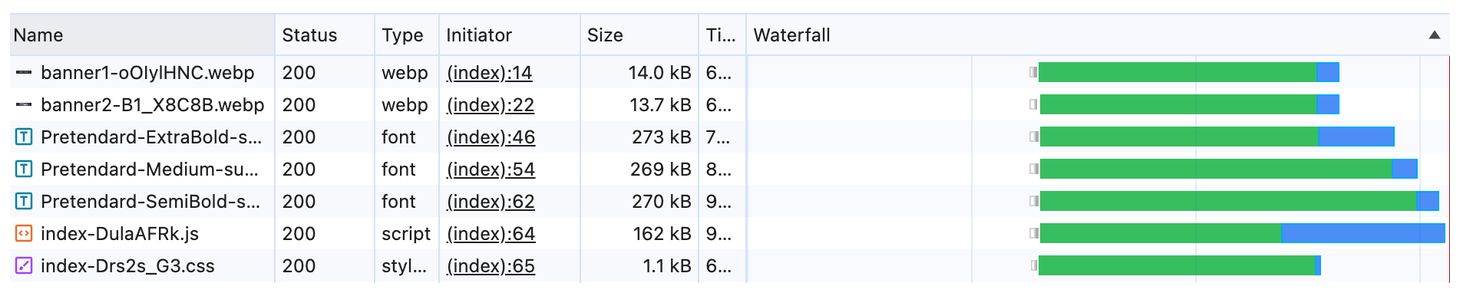 Name Status Type Initiator Size Ti... Waterfall
banner1-oOIylHNC.webp 200 webp (index):14 14.0 kB 6...
banner2-B1_X8C8B.webp 200 webp (index):22 13.7 kB 6...
Pretendard-ExtraBold-s... 200 font (index):46 273 kB 7...
Pretendard-Medium-su... 200 font (index):54 269 kB 8...
Pretendard-SemiBold-s... 200 font (index):62 270 kB 9...
index-DulaAFRk.js 200 script (index):64 162 kB 9...
index-Drs2s_G3.css 200 styl... (index):65 1.1 kB 6...